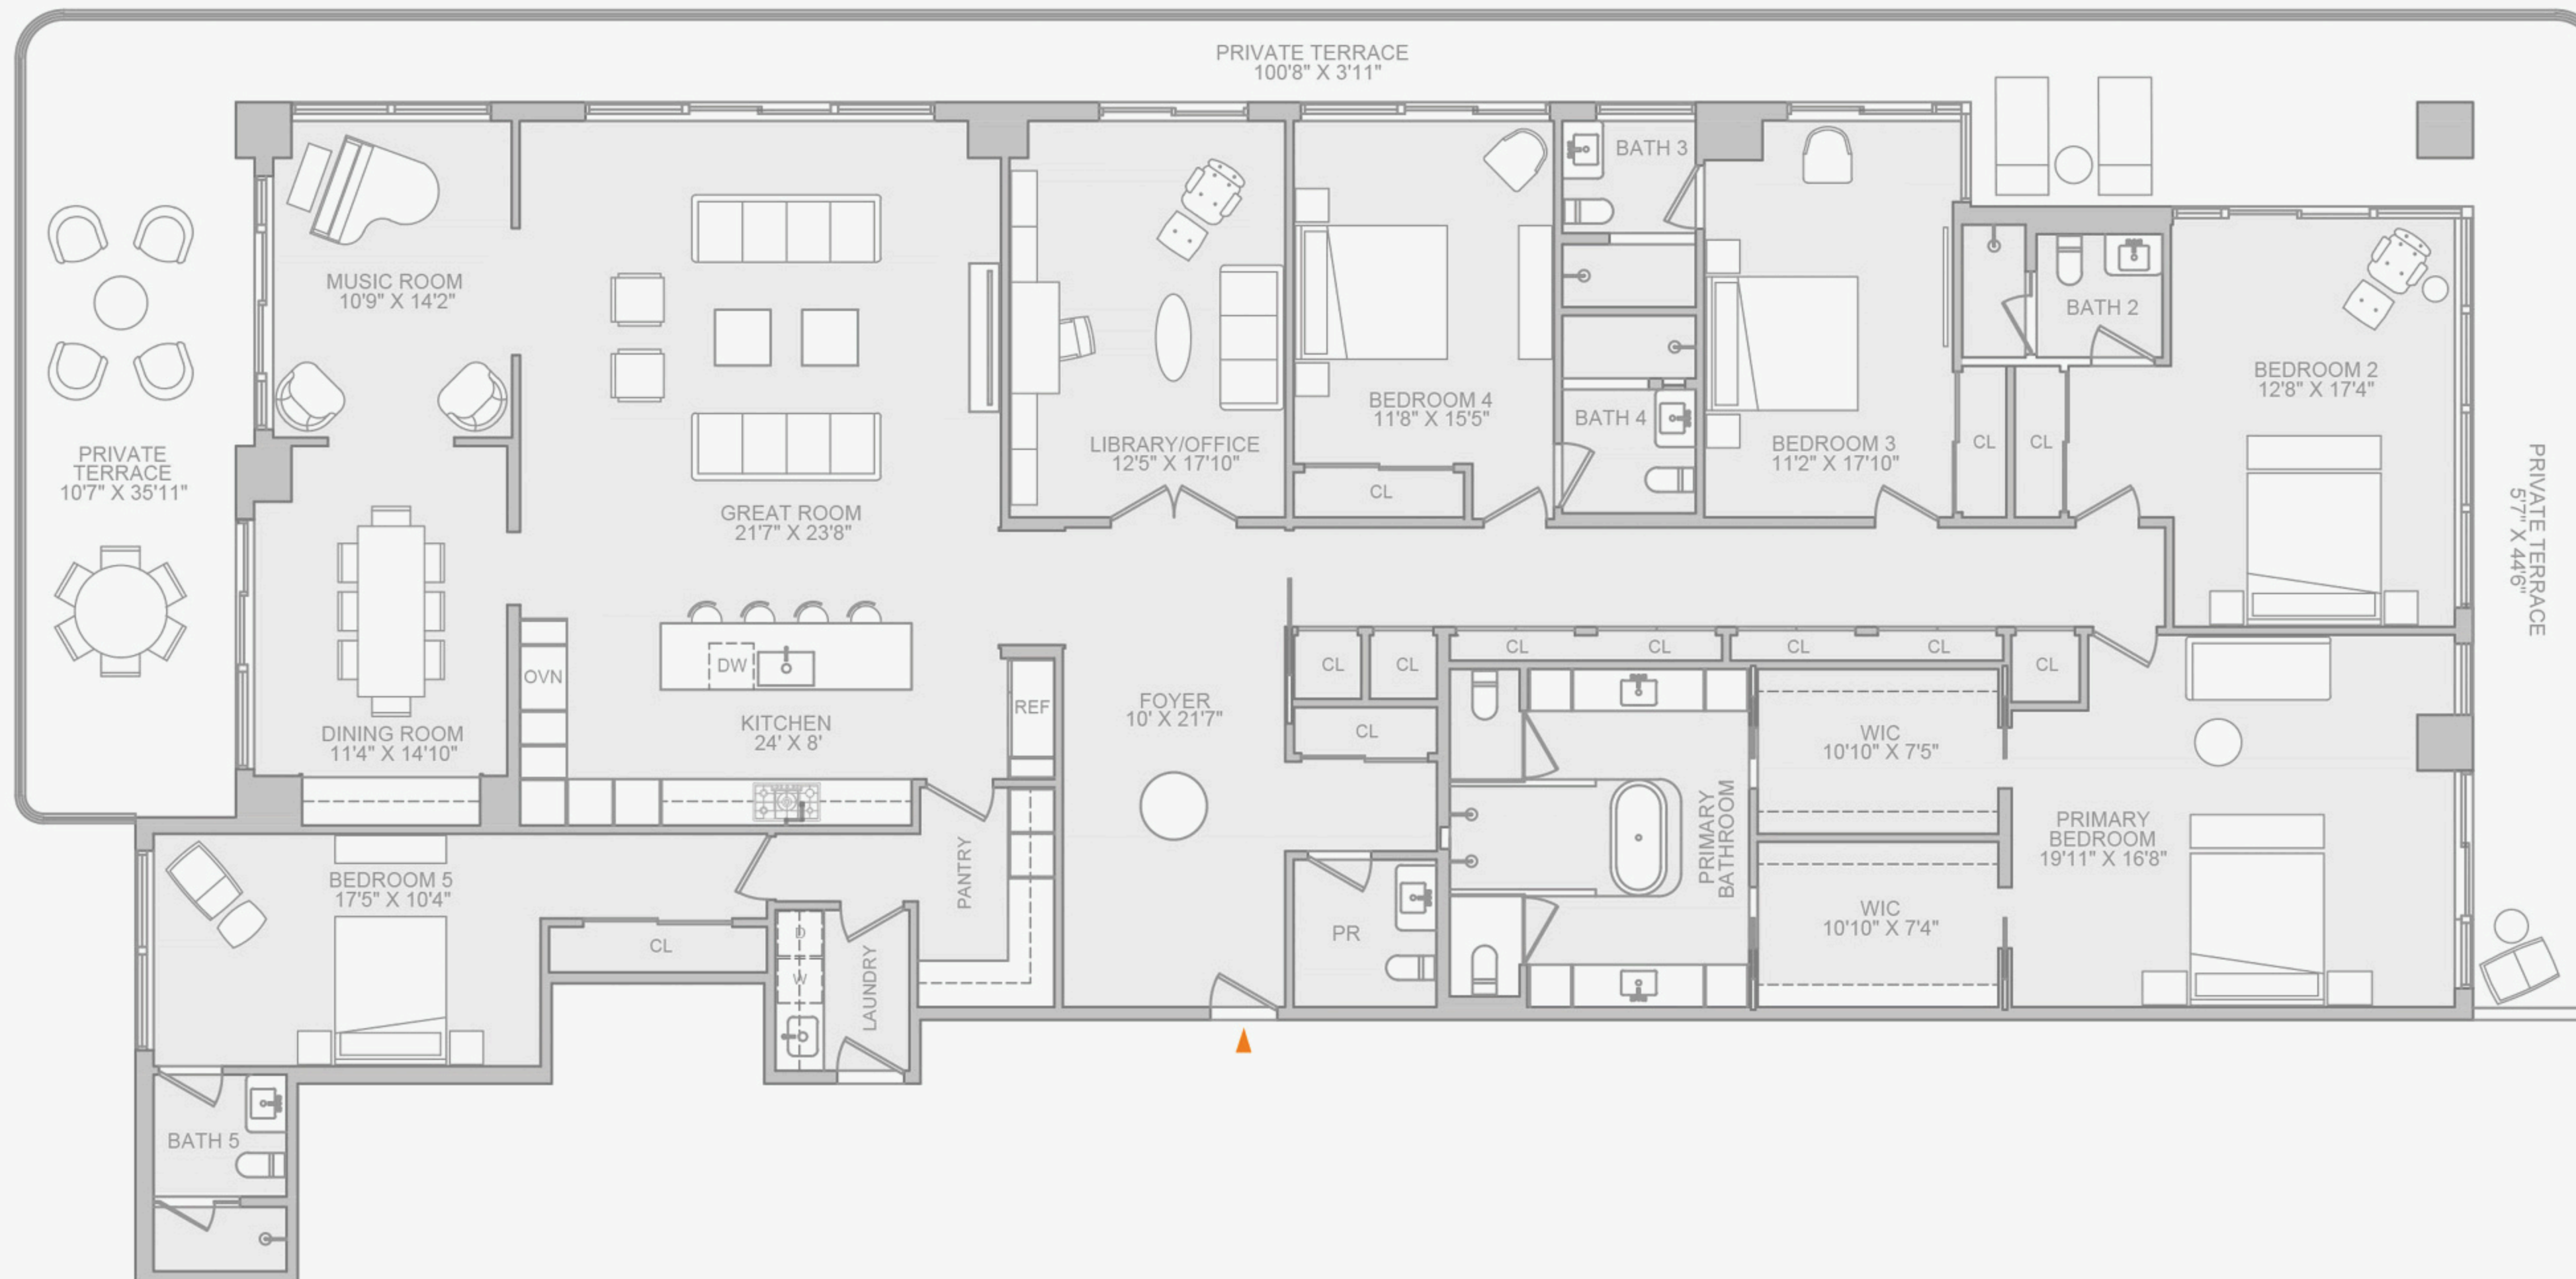 PRIVATE TERRACE
100'8" X 3'11"
MUSIC ROOM
10'9" X 14'2"
PRIVATE
TERRACE
10'7" X 35'11"
GREAT ROOM
21'7" X 23'8"
LIBRARY/OFFICE
12'5" X 17'10"
BEDROOM 4
11'8" X 15'5"
CL
BATH 3
BATH 4
BEDROOM 3
11'2" X 17'10"
CL
CL
BATH 2
BEDROOM 2
12'8" X 17'4"
PRIVATE TERRACE
5'7" X 44'6"
DINING ROOM
11'4" X 14'10"
OVN
DW
KITCHEN
24' X 8'
REF
FOYER
10' X 21'7"
CL
CL
CL
CL
CL
CL
CL
CL
PRIMARY
BATHROOM
WIC
10'10" X 7'5"
WIC
10'10" X 7'4"
PRIMARY
BEDROOM
19'11" X 16'8"
BEDROOM 5
17'5" X 10'4"
CL
D
W
LAUNDRY
PANTRY
PR
BATH 5